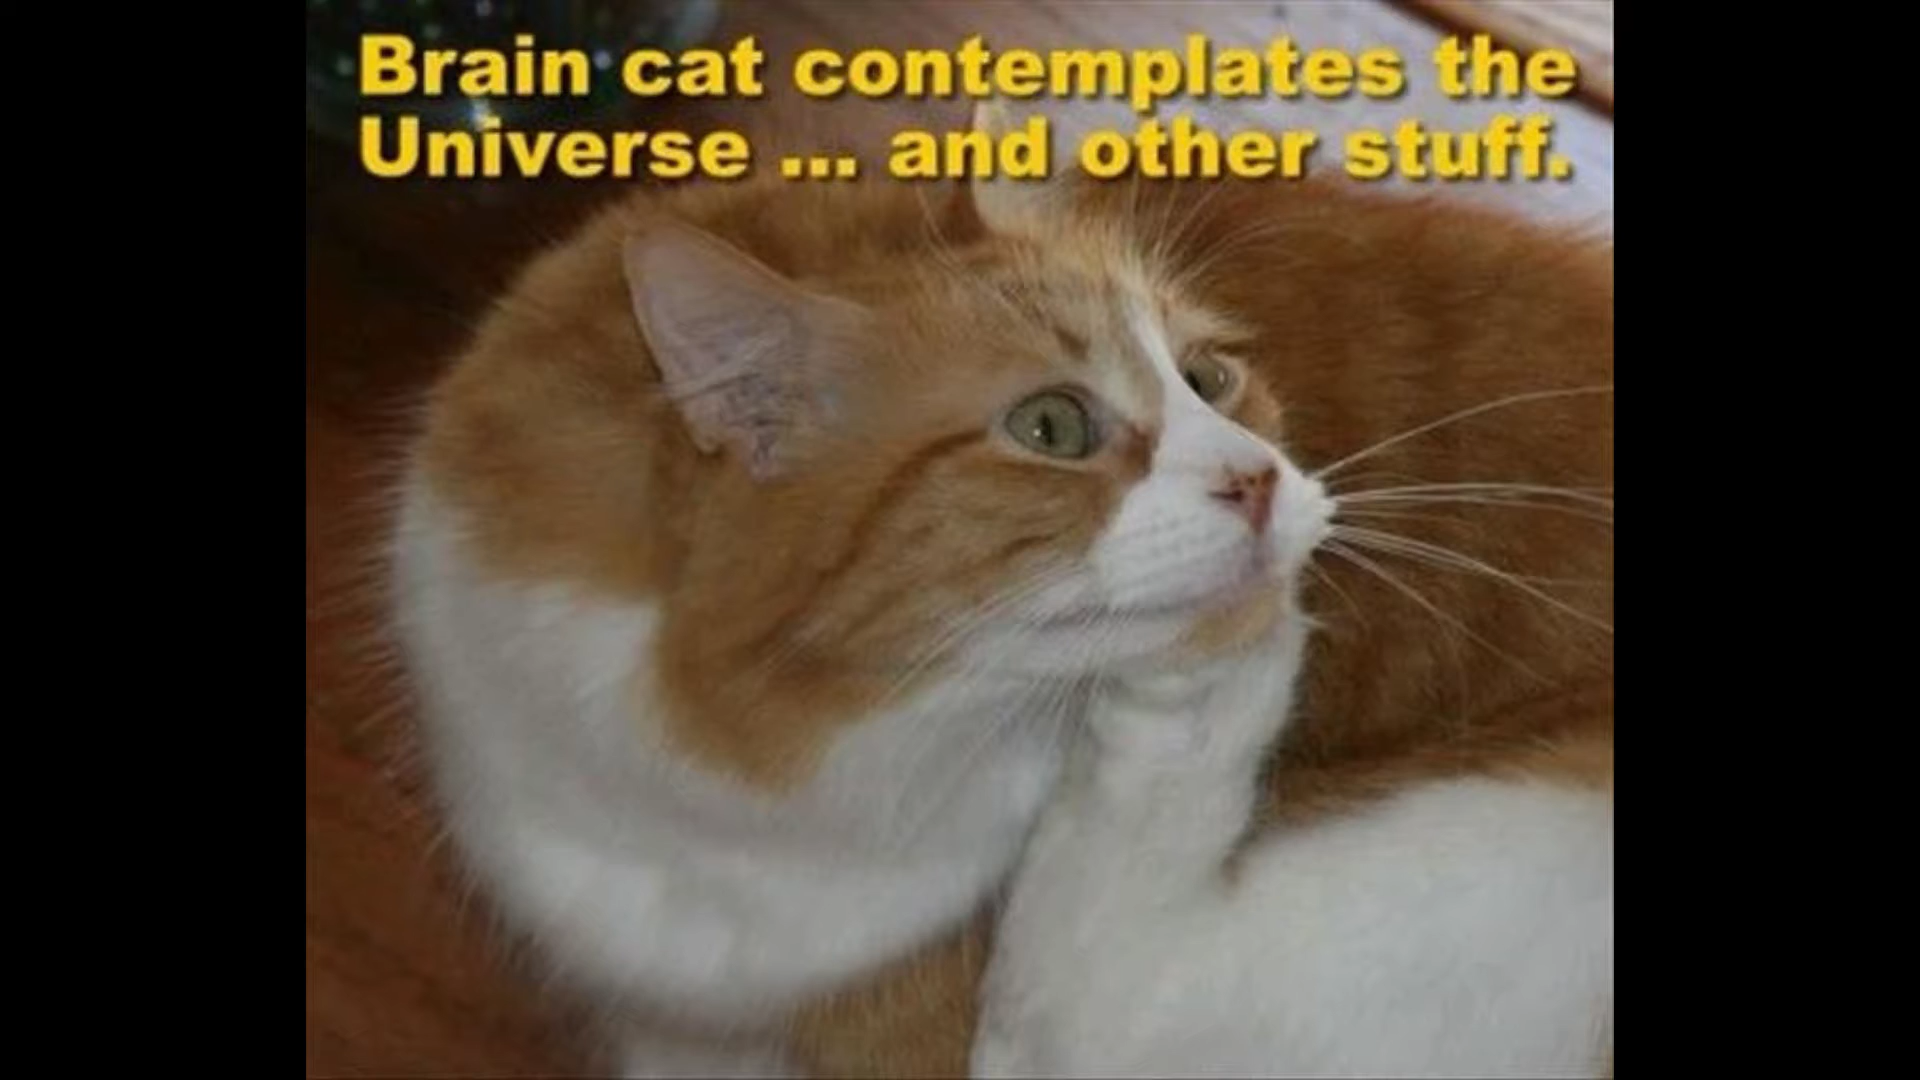 Brain cat contemplates the
Universe ... and other stuff.